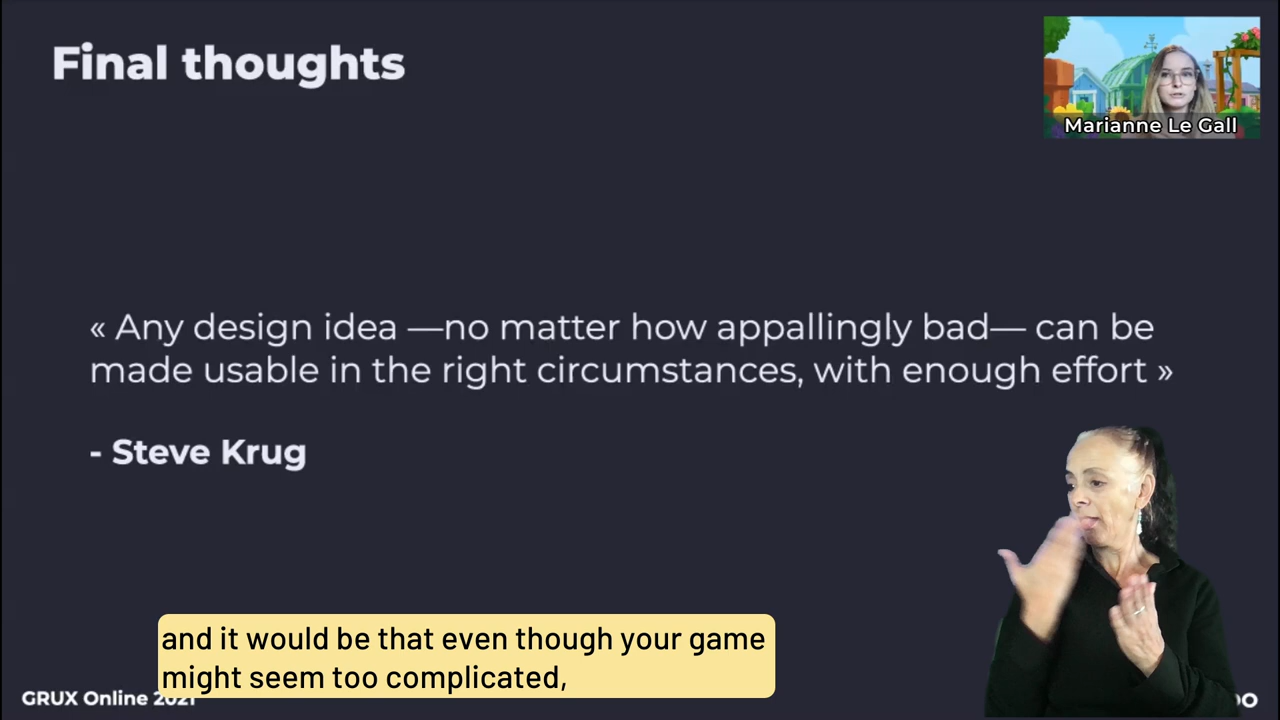 Final thoughts
Marianne Le Gall
« Any design idea —no matter how appallingly bad— can be
made usable in the right circumstances, with enough effort »
- Steve Krug
and it would be that even though your game
might seem too complicated,
GRUX Online 2021